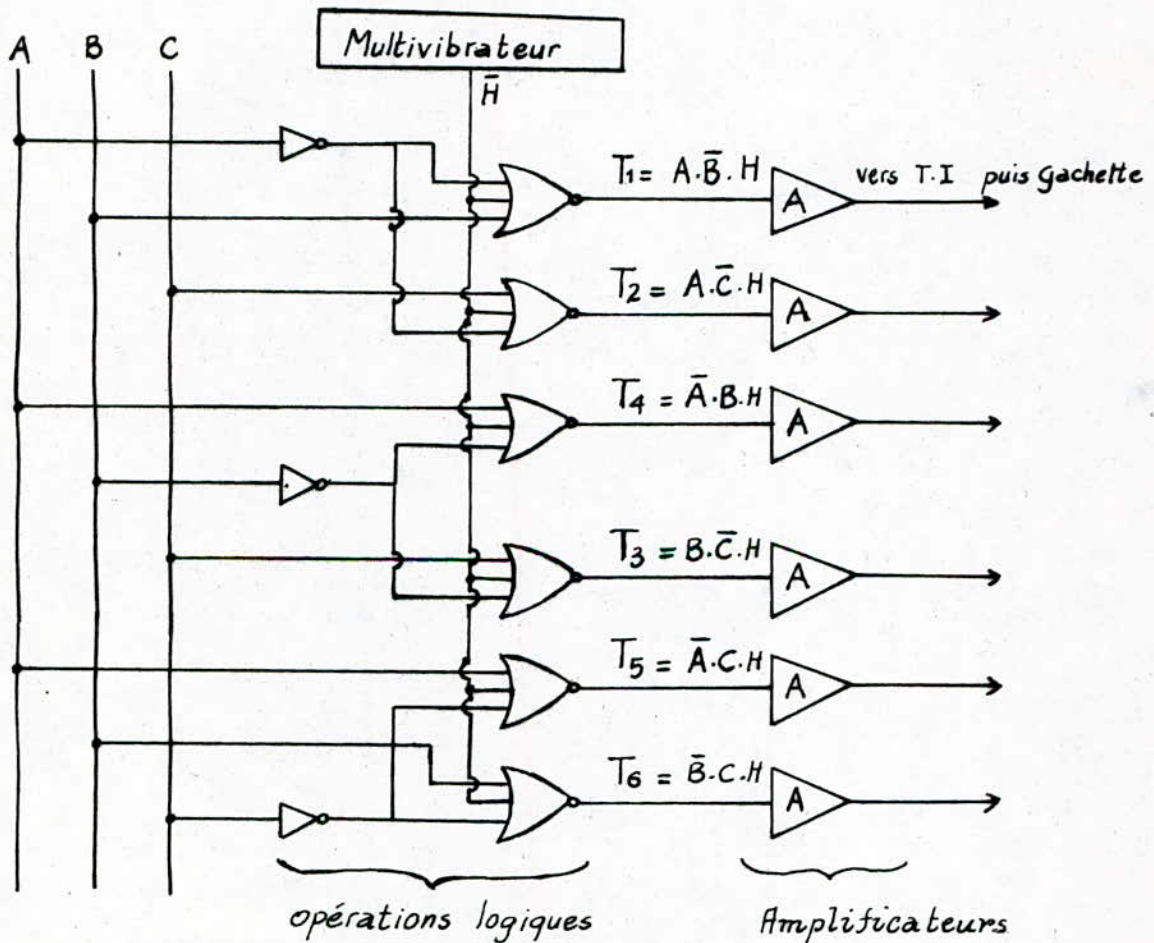 Multivibrateur
A B C
H̄
T1 = A.B̄.H
A
vers T.I puis Gachette
T2 = A.C̄.H
A
T4 = Ā.B.H
A
T3 = B.C̄.H
A
T5 = Ā.C.H
A
T6 = B̄.C.H
A
opérations logiques
Amplificateurs